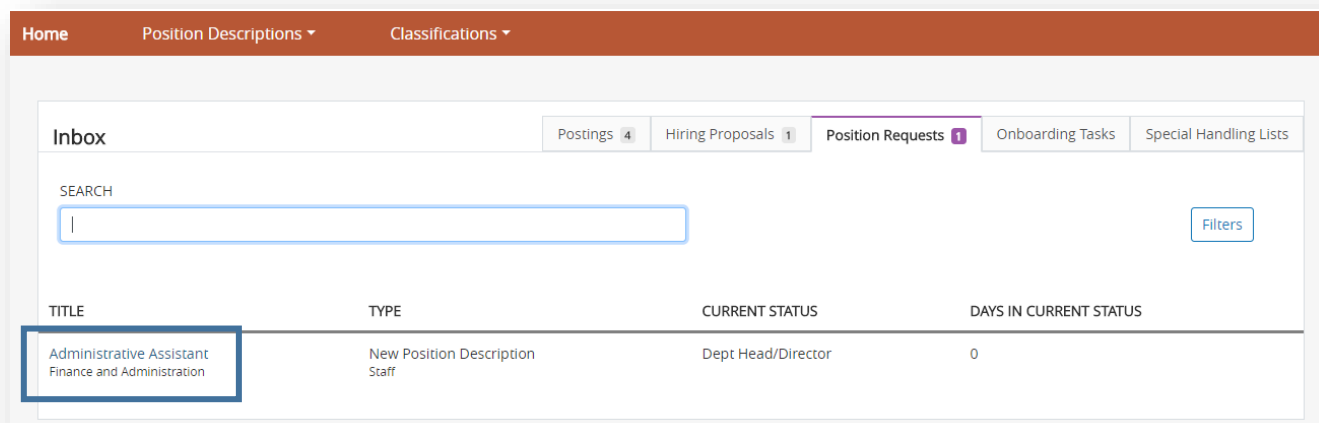 Home Position Descriptions Classifications
Inbox Postings 4 Hiring Proposals 1 Position Requests 1 Onboarding Tasks Special Handling Lists
SEARCH
Filters
TITLE TYPE CURRENT STATUS DAYS IN CURRENT STATUS
Administrative Assistant New Position Description Dept Head/Director 0
Finance and Administration Staff